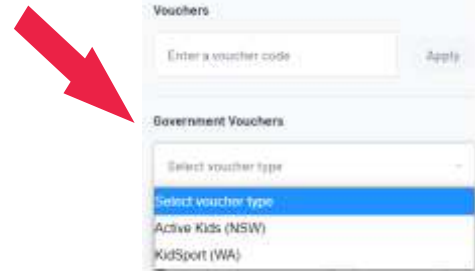 Vouchers
Enter a voucher code
Apply
Government Vouchers
Select voucher type
Select voucher type
Active Kids (NSW)
KidSport (WA)